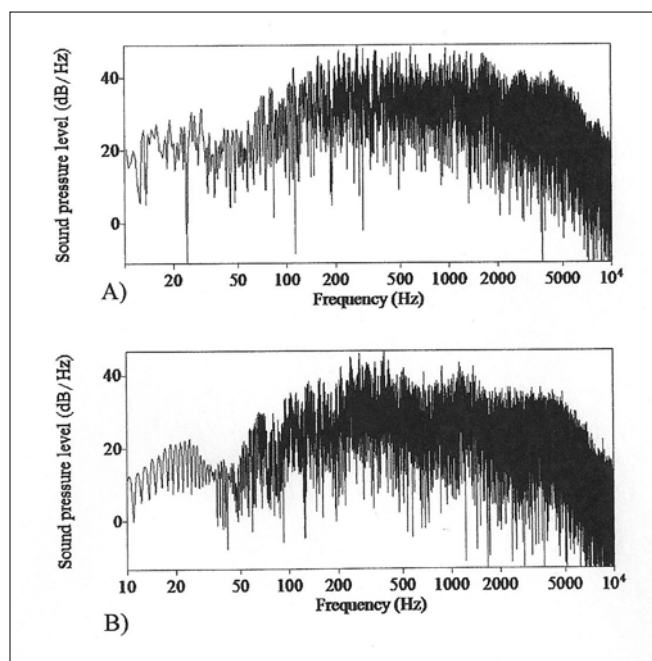 Sound pressure level (dB/Hz)
40
20
0
20 50 100 200 500 1000 2000 5000 10⁴
A)
Frequency (Hz)
Sound pressure level (dB/Hz)
40
20
0
10 20 50 100 200 500 1000 2000 5000 10⁴
Frequency (Hz)
B)